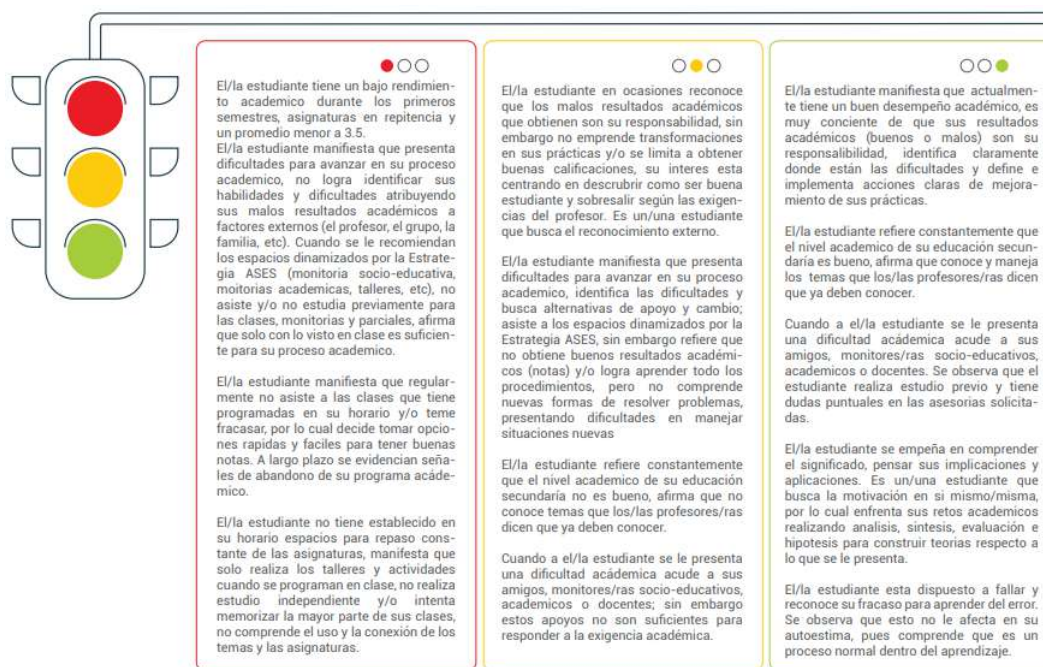 El/la estudiante tiene un bajo rendimien-
to academico durante los primeros
semestres, asignaturas en repitencia y
un promedio menor a 3.5.
El/la estudiante manifiesta que presenta
dificultades para avanzar en su proceso
academico, no logra identificar sus
habilidades y dificultades atribuyendo
sus malos resultados académicos a
factores externos (el profesor, el grupo, la
familia, etc). Cuando se le recomiendan
los espacios dinamizados por la Estrate-
gia ASES (monitoria socio-educativa,
moitorias academicas, talleres, etc), no
asiste y/o no estudia previamente para
las clases, monitorias y parciales, afirma
que solo con lo visto en clase es suficien-
te para su proceso academico.
El/la estudiante manifiesta que regular-
mente no asiste a las clases que tiene
programadas en su horario y/o teme
fracasar, por lo cual decide tomar opcio-
nes rapidas y faciles para tener buenas
notas. A largo plazo se evidencian seña-
les de abandono de su programa acáde-
mico.
El/la estudiante no tiene establecido en
su horario espacios para repaso cons-
tante de las asignaturas, manifesta que
solo realiza los talleres y actividades
cuando se programan en clase, no realiza
estudio independiente y/o intenta
memorizar la mayor parte de sus clases,
no comprende el uso y la conexión de los
temas y las asignaturas.
El/la estudiante en ocasiones reconoce
que los malos resultados académicos
que obtienen son su responsabilidad, sin
embargo no emprende transformaciones
en sus prácticas y/o se limita a obtener
buenas calificaciones, su interes esta
centrando en descrubrir como ser buena
estudiante y sobresalir según las exigen-
cias del profesor. Es un/una estudiante
que busca el reconocimiento externo.
El/la estudiante manifiesta que presenta
dificultades para avanzar en su proceso
academico, identifica las dificultades y
busca alternativas de apoyo y cambio;
asiste a los espacios dinamizados por la
Estrategia ASES, sin embargo refiere que
no obtiene buenos resultados académi-
cos (notas) y/o logra aprender todo los
procedimientos, pero no comprende
nuevas formas de resolver problemas,
presentando dificultades en manejar
situaciones nuevas
El/la estudiante refiere constantemente
que el nivel academico de su educación
secundaría no es bueno, afirma que no
conoce temas que los/las profesores/ras
dicen que ya deben conocer.
Cuando a el/la estudiante se le presenta
una dificultad acádemica acude a sus
amigos, monitores/ras socio-educativos,
academicos o docentes; sin embargo
estos apoyos no son suficientes para
responder a la exigencia académica.
El/la estudiante manifiesta que actualmen-
te tiene un buen desempeño académico, es
muy conciente de que sus resultados
académicos (buenos o malos) son su
responsalibilidad, identifica claramente
donde están las dificultades y define e
implementa acciones claras de mejora-
miento de sus prácticas.
El/la estudiante refiere constantemente que
el nivel academico de su educación secun-
daría es bueno, afirma que conoce y maneja
los temas que los/las profesores/ras dicen
que ya deben conocer.
Cuando a el/la estudiante se le presenta
una dificultad acádemica acude a sus
amigos, monitores/ras socio-educativos,
academicos o docentes. Se observa que el
estudiante realiza estudio previo y tiene
dudas puntuales en las asesorias solicita-
das.
El/la estudiante se empeña en comprender
el significado, pensar sus implicaciones y
aplicaciones. Es un/una estudiante que
busca la motivación en si mismo/misma,
por lo cual enfrenta sus retos academicos
realizando analisis, sintesis, evaluación e
hipotesis para construir teorias respecto a
lo que se le presenta.
El/la estudiante esta dispuesto a fallar y
reconoce su fracaso para aprender del error.
Se observa que esto no le afecta en su
autoestima, pues comprende que es un
proceso normal dentro del aprendizaje.